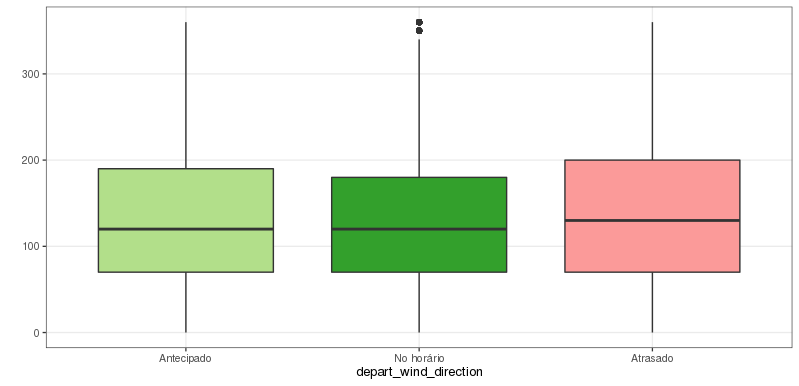 300
200
100
0
Antecipado No horário Atrasado
depart_wind_direction